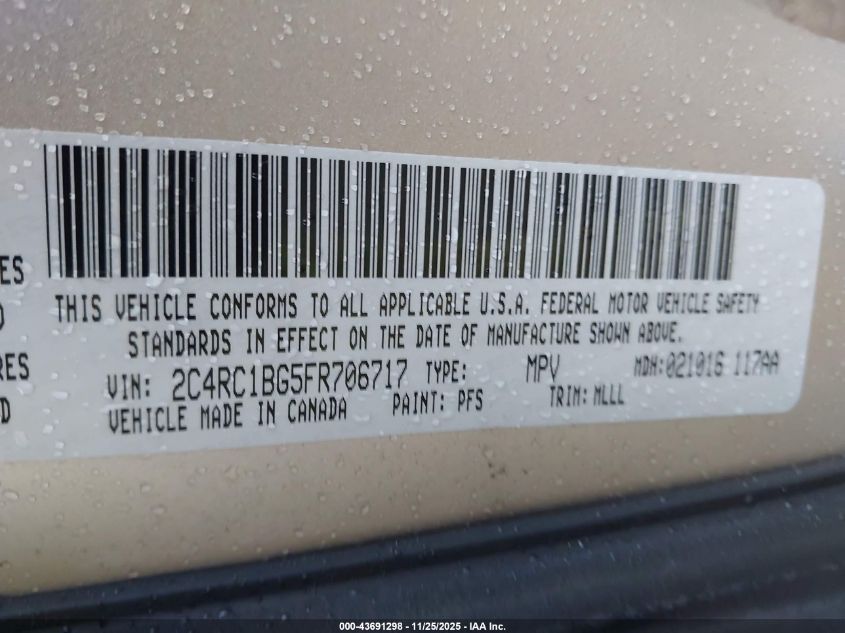 ES
THIS VEHICLE CONFORMS TO ALL APPLICABLE U.S.A. FEDERAL MOTOR VEHICLE SAFETY
STANDARDS IN EFFECT ON THE DATE OF MANUFACTURE SHOWN ABOVE.
RES
VIN: 2C4RC1BG5FR706717 TYPE: MPV MDH:021016 117AA
D
VEHICLE MADE IN CANADA PAINT: PFS TRIM: MLLL
000-43691298 - 11/25/2025 - IAA Inc.